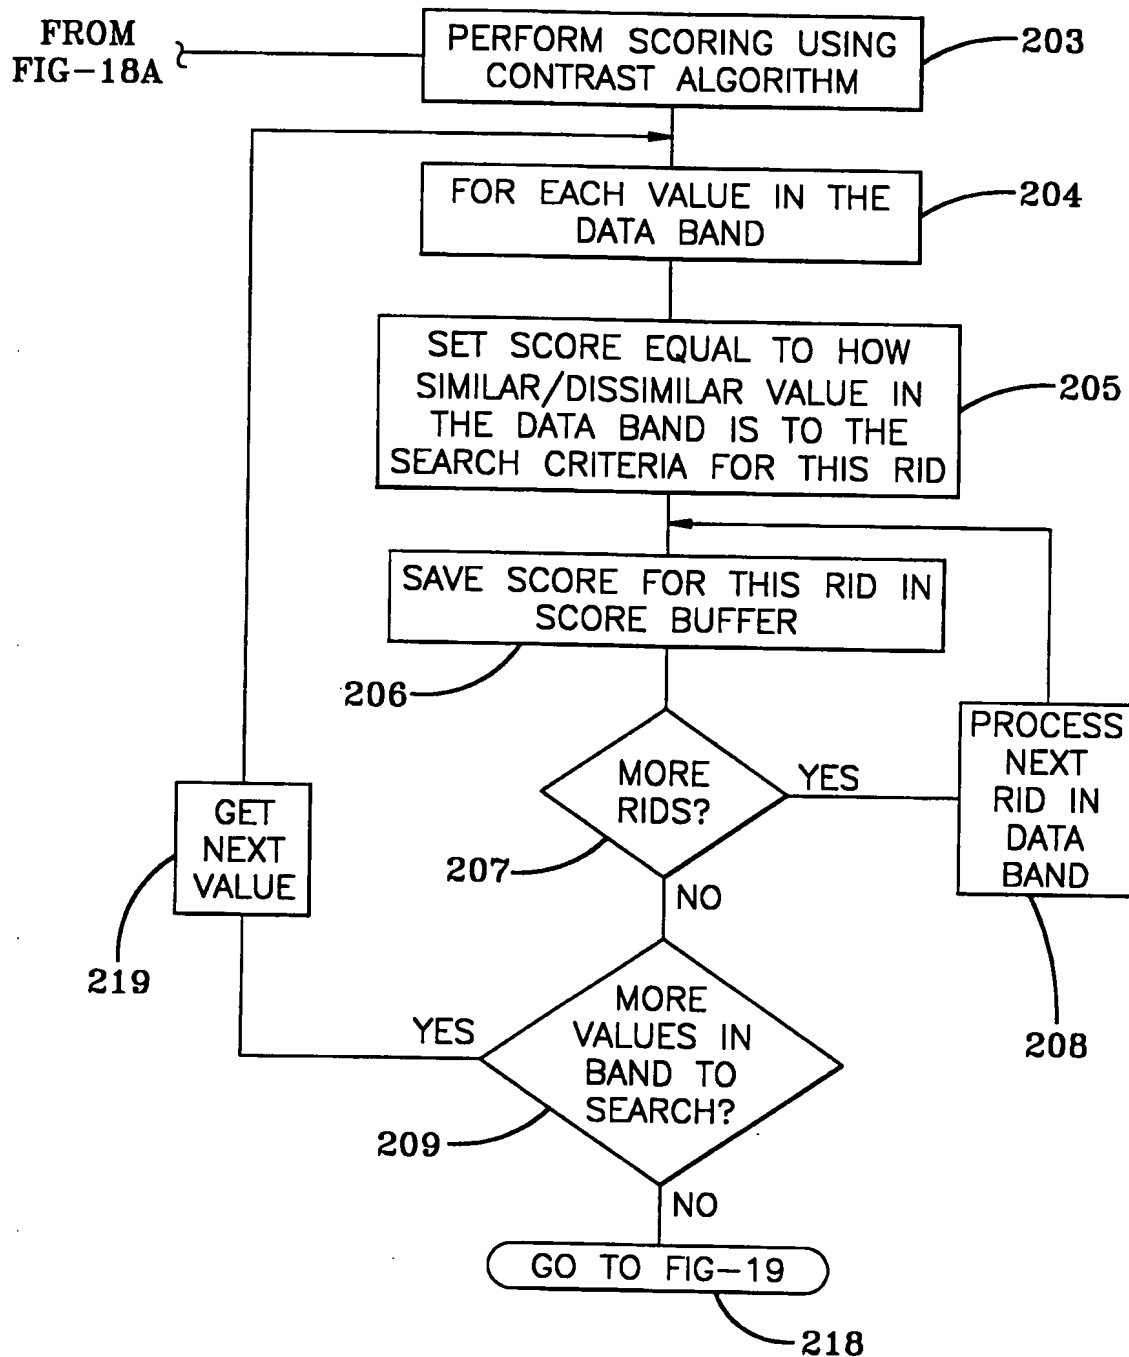 FROM
FIG-18A
PERFORM SCORING USING
CONTRAST ALGORITHM
203
FOR EACH VALUE IN THE
DATA BAND
204
SET SCORE EQUAL TO HOW
SIMILAR/DISSIMILAR VALUE IN
THE DATA BAND IS TO THE
SEARCH CRITERIA FOR THIS RID
205
SAVE SCORE FOR THIS RID IN
SCORE BUFFER
206
MORE
RIDS?
YES
207
NO
PROCESS
NEXT
RID IN
DATA
BAND
208
GET
NEXT
VALUE
219
MORE
VALUES IN
BAND TO
SEARCH?
YES
209
NO
GO TO FIG-19
218